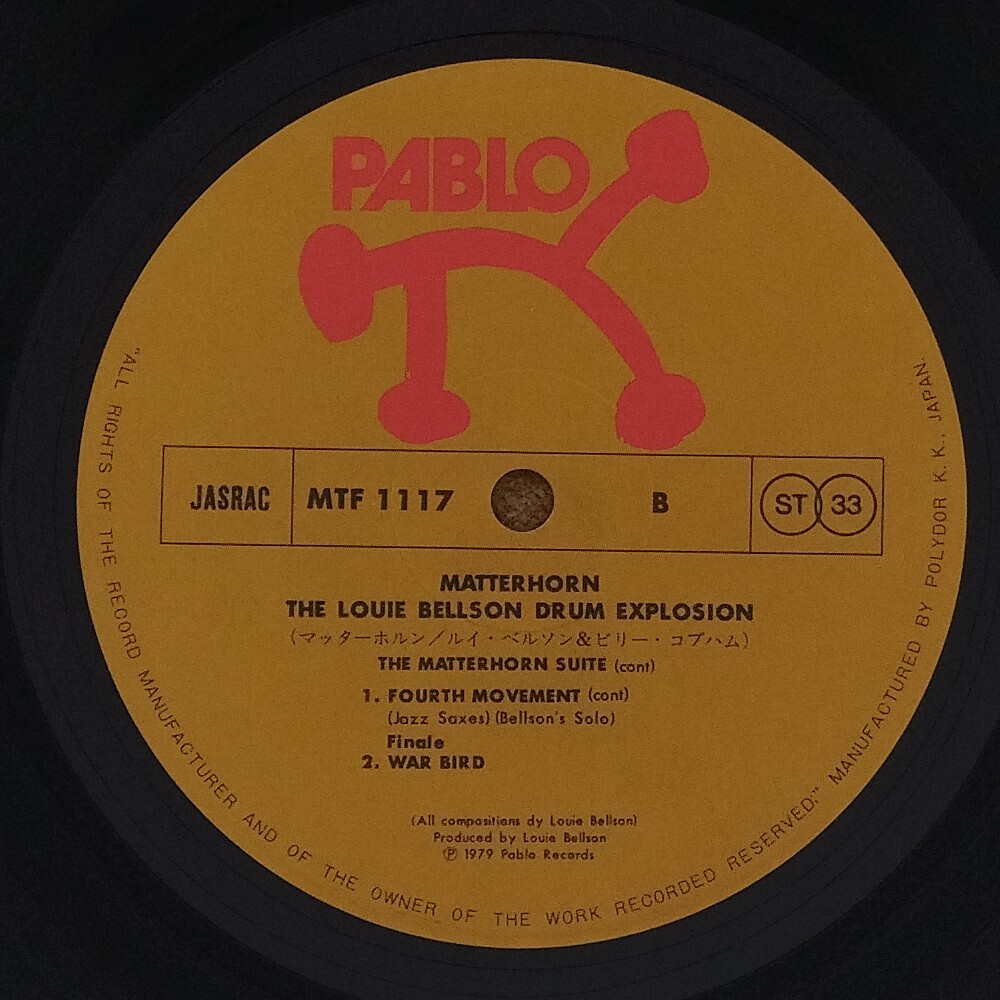 PABLO
JASRAC
MTF 1117
B
ST 33
MATTERHORN
THE LOUIE BELLSON DRUM EXPLOSION
(マッターホルン/ルイ・ベルソン&ビリー・コブハム)
THE MATTERHORN SUITE (cont)
1. FOURTH MOVEMENT (cont)
(Jazz Saxes) (Bellson's Solo)
Finale
2. WAR BIRD
(All compositions dy Louie Bellson)
Produced by Louie Bellson
℗ 1979 Pablo Records
"ALL RIGHTS OF THE RECORD MANUFACTURER AND OF THE OWNER OF THE WORK RECORDED RESERVED." MANUFACTURED BY POLYDOR K.K., JAPAN.